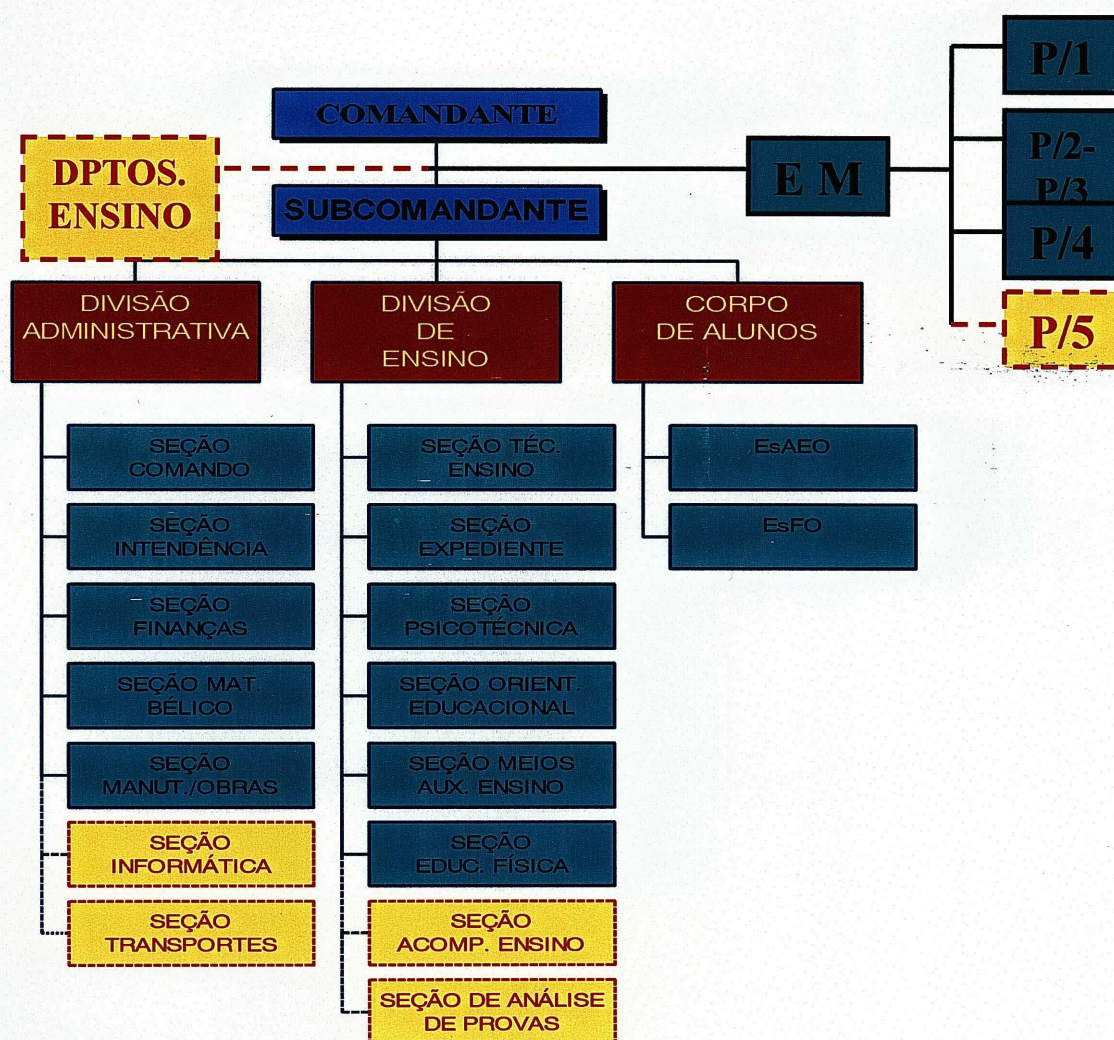 COMANDANTE
DPTOS.
ENSINO
SUBCOMANDANTE
E M
P/1
P/2-
P/3
P/4
P/5
DIVISÃO
ADMINISTRATIVA
SEÇÃO
COMANDO
SEÇÃO
INTENDÊNCIA
SEÇÃO
FINANÇAS
SEÇÃO MAT.
BÉLICO
SEÇÃO
MANUT./OBRAS
SEÇÃO
INFORMÁTICA
SEÇÃO
TRANSPORTES
DIVISÃO
DE
ENSINO
SEÇÃO TÉC.
ENSINO
SEÇÃO
EXPEDIENTE
SEÇÃO
PSICOTÉCNICA
SEÇÃO ORIENT.
EDUCACIONAL
SEÇÃO MEIOS
AUX. ENSINO
SEÇÃO
EDUC. FÍSICA
SEÇÃO
ACOMP. ENSINO
SEÇÃO DE ANÁLISE
DE PROVAS
CORPO
DE ALUNOS
EsAEO
EsFO